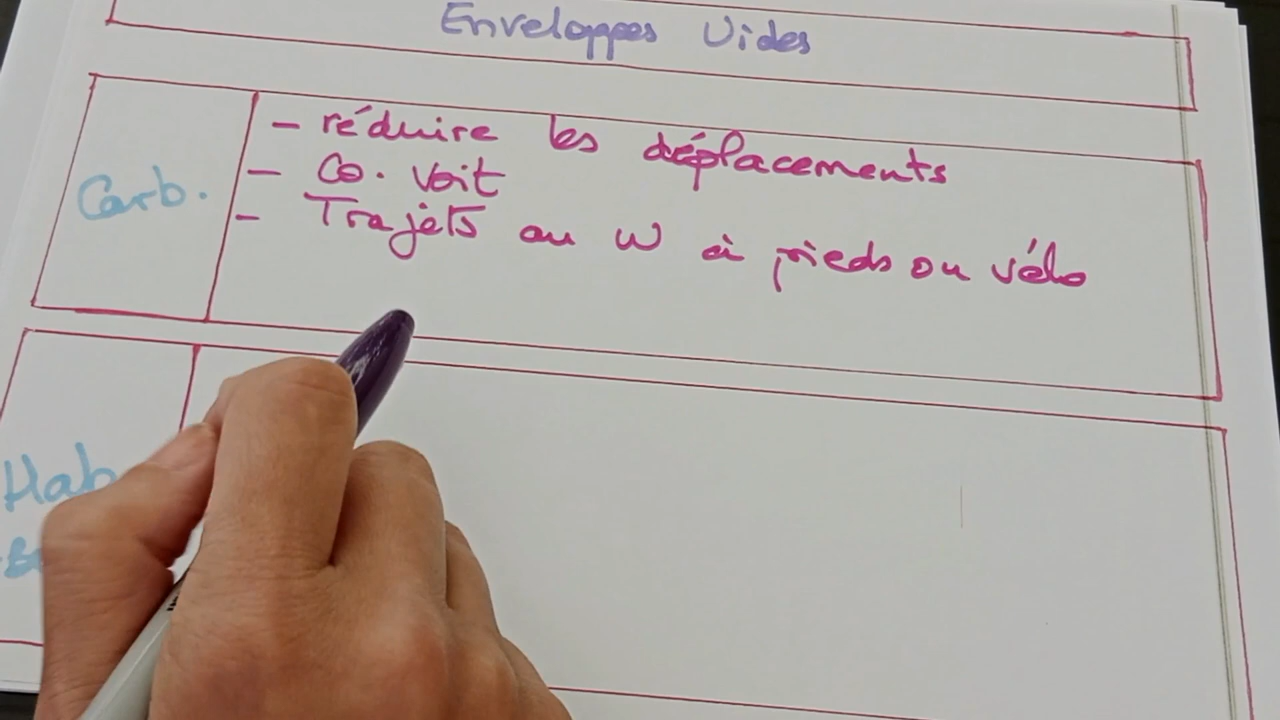 Enveloppes Vides
Carb.
- réduire les déplacements
- Co. Voit
- Trajets au W à pieds ou vélo
Hab